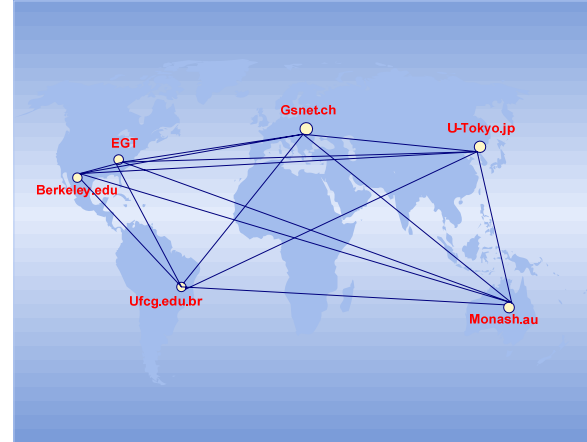 Gsnet.ch
U-Tokyo.jp
EGT
Berkeley.edu
Ufcg.edu.br
Monash.au